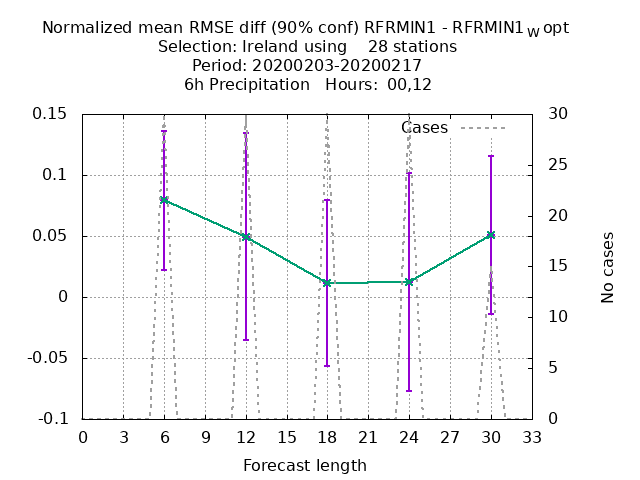 Normalized mean RMSE diff (90% conf) RFRMIN1 - RFRMIN1W opt
Selection: Ireland using 28 stations
Period: 20200203-20200217
6h Precipitation Hours: 00,12
Cases
0.15
0.1
0.05
0
-0.05
-0.1
30
25
20
15
10
5
0
No cases
0 3 6 9 12 15 18 21 24 27 30 33
Forecast length